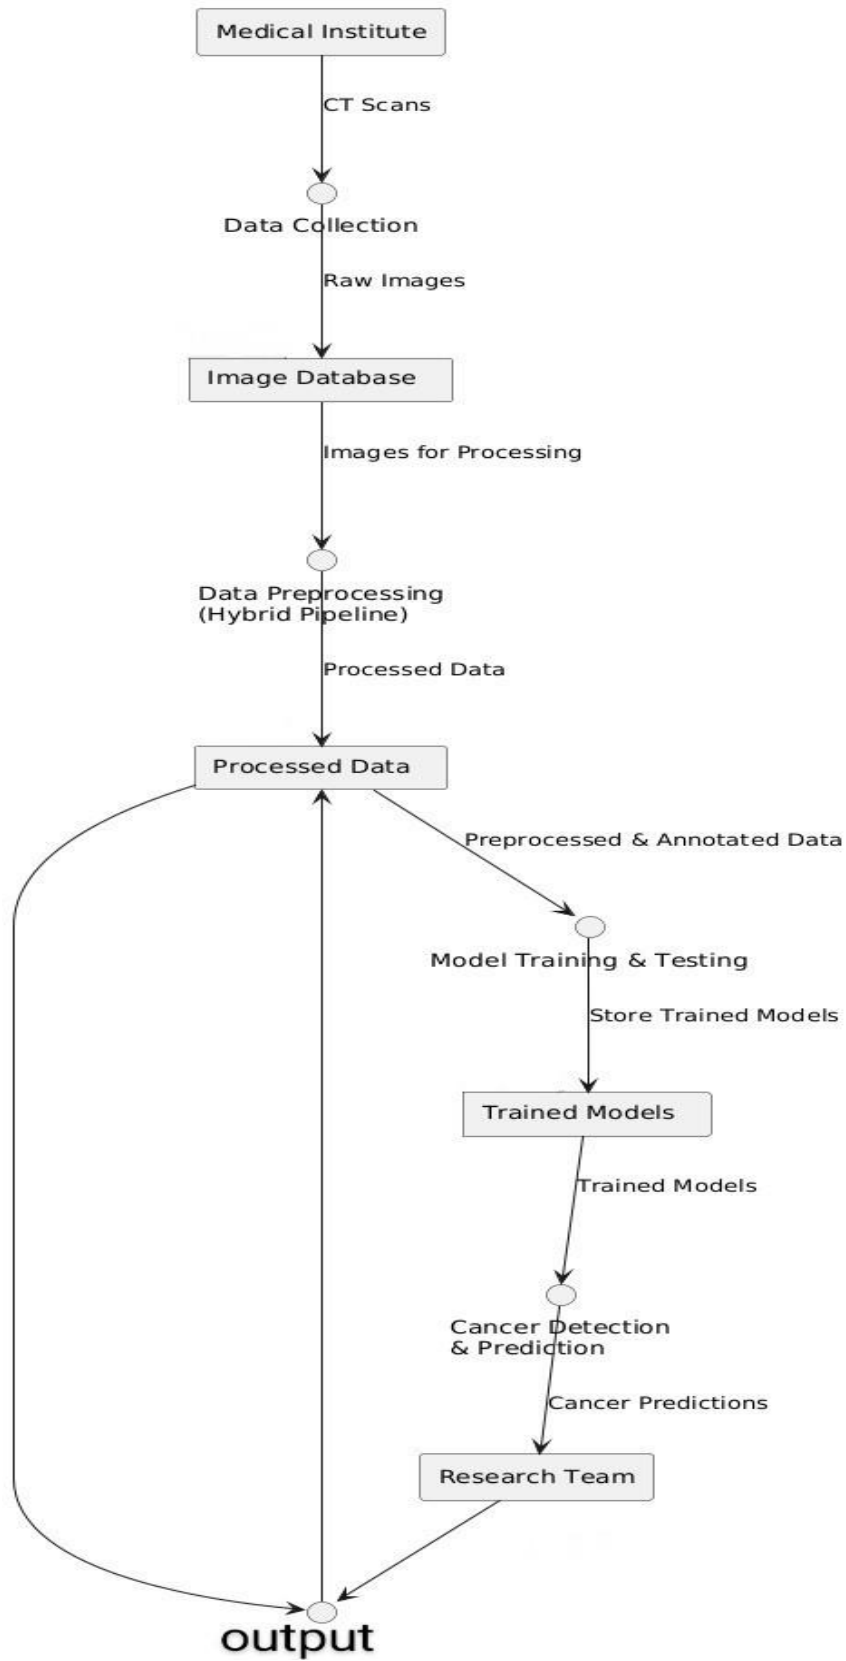 Medical Institute
CT Scans
Data Collection
Raw Images
Image Database
Images for Processing
Data Preprocessing
(Hybrid Pipeline)
Processed Data
Processed Data
Preprocessed & Annotated Data
Model Training & Testing
Store Trained Models
Trained Models
Trained Models
Cancer Detection
& Prediction
Cancer Predictions
Research Team
output